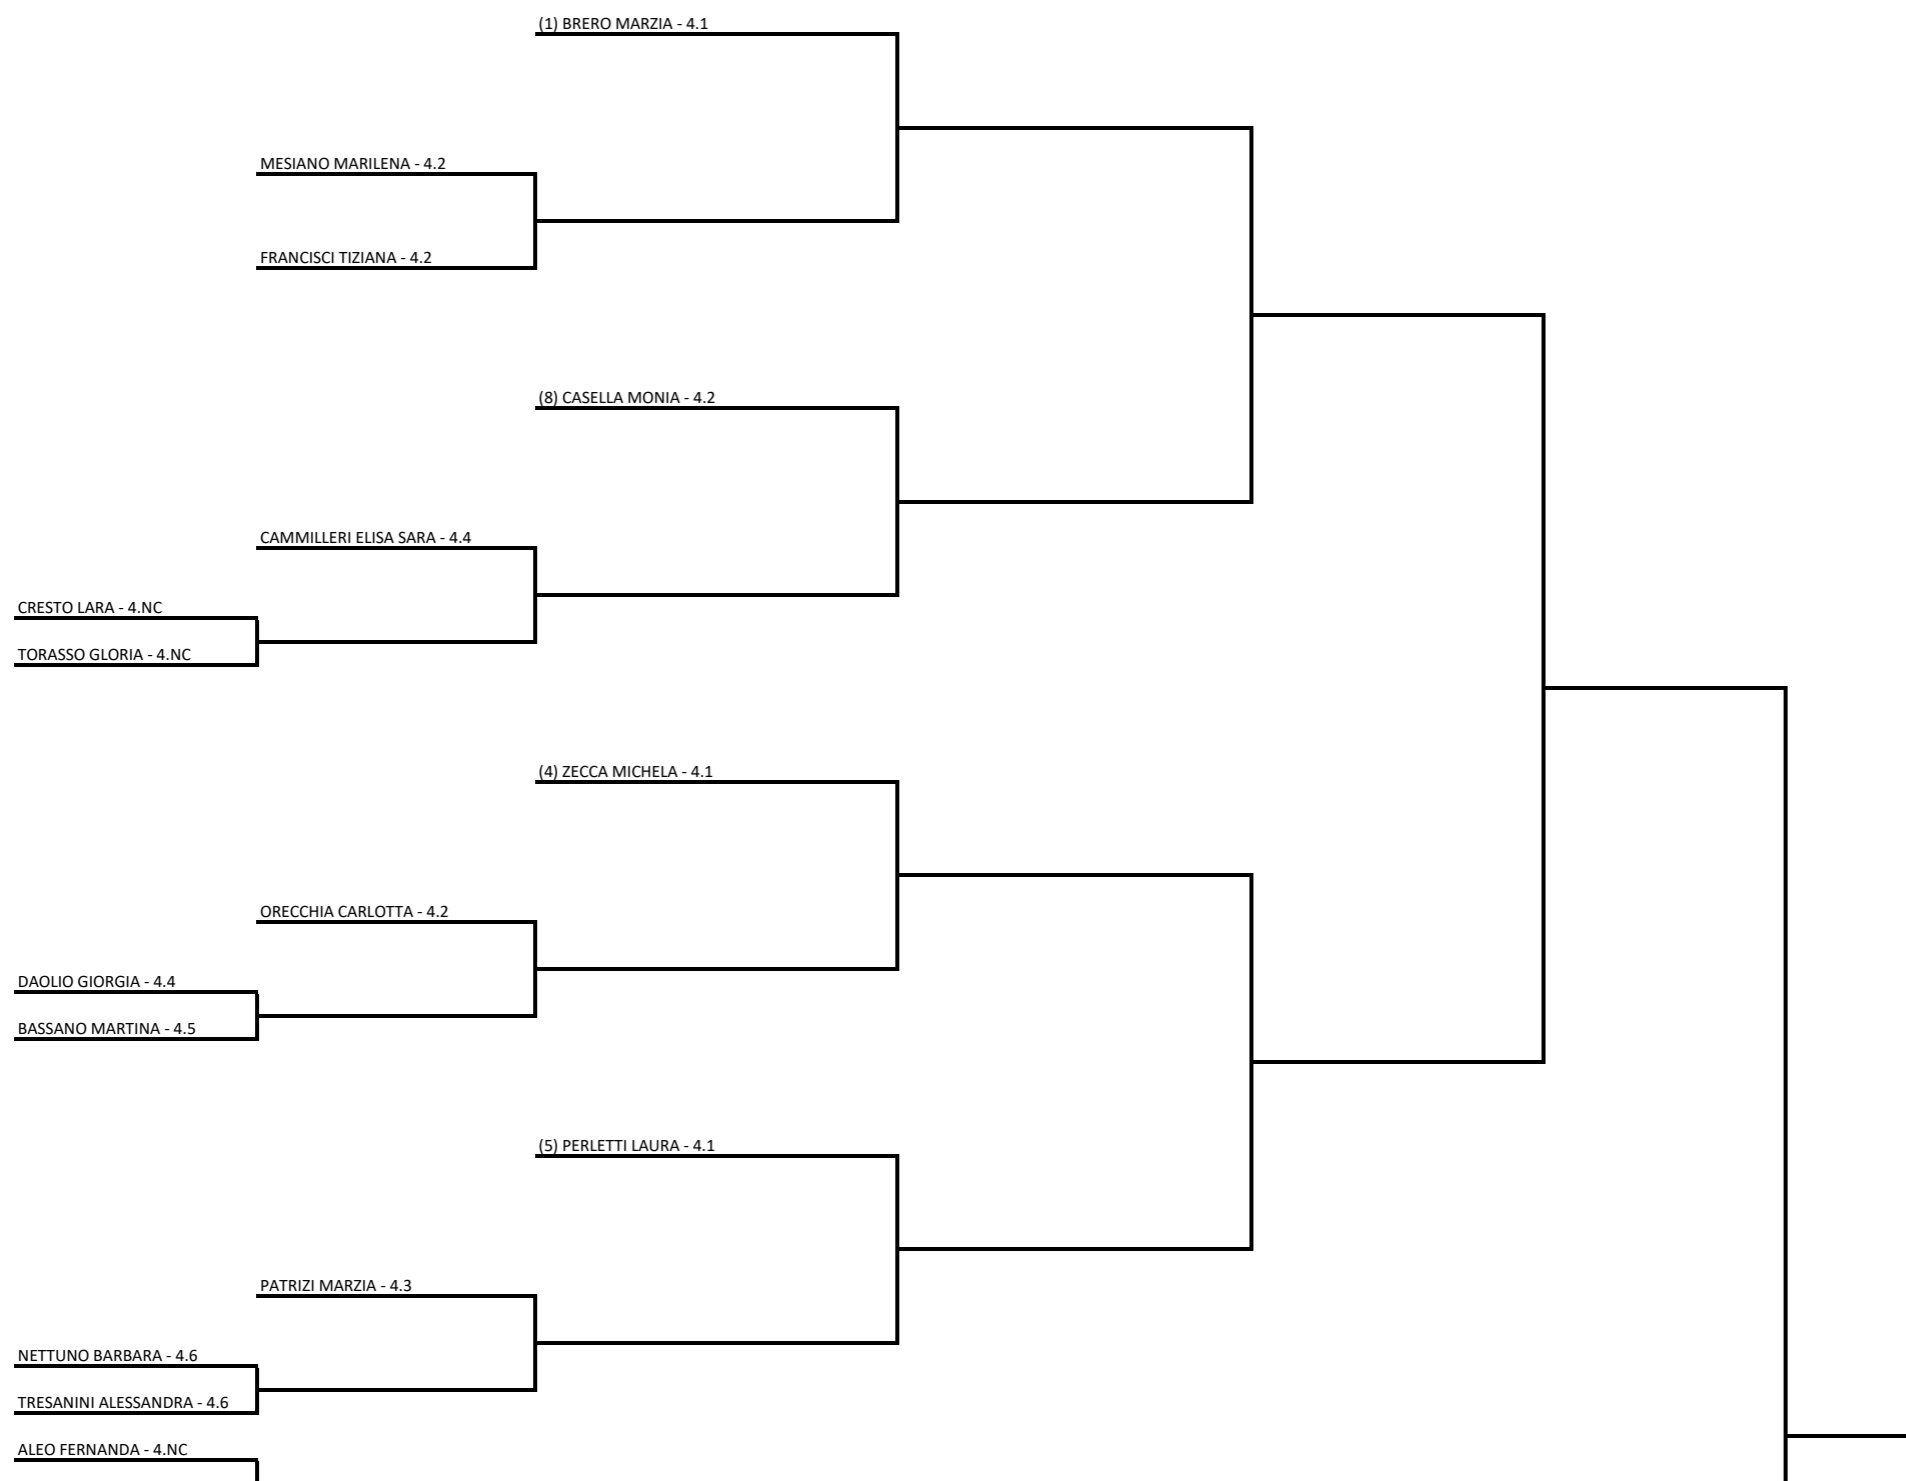 (1) BRERO MARZIA - 4.1
MESIANO MARILENA - 4.2
FRANCISCI TIZIANA - 4.2
(8) CASELLA MONIA - 4.2
CAMMILLERI ELISA SARA - 4.4
CRESTO LARA - 4.NC
TORASSO GLORIA - 4.NC
(4) ZECCA MICHELA - 4.1
ORECCHIA CARLOTTA - 4.2
DAOLIO GIORGIA - 4.4
BASSANO MARTINA - 4.5
(5) PERLETTI LAURA - 4.1
PATRIZI MARZIA - 4.3
NETTUNO BARBARA - 4.6
TRESANINI ALESSANDRA - 4.6
ALEO FERNANDA - 4.NC